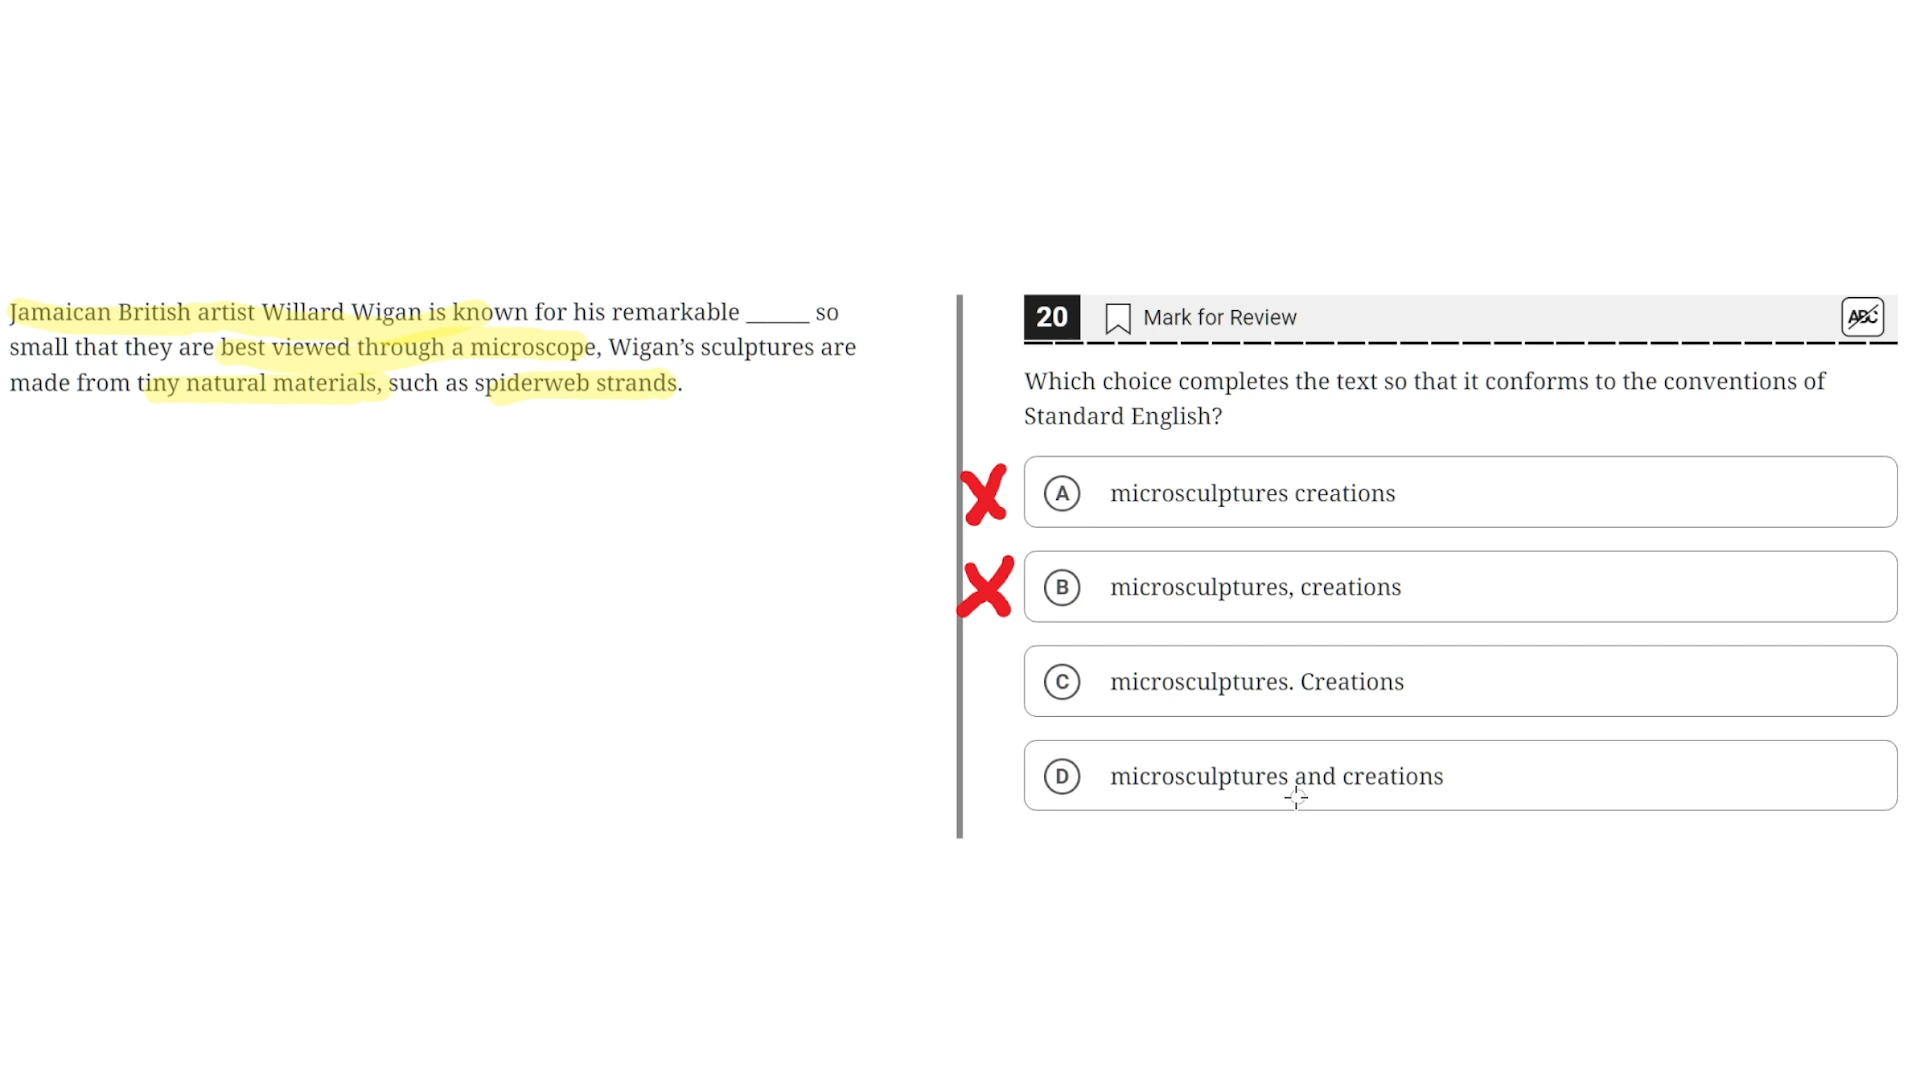 Jamaican British artist Willard Wigan is known for his remarkable ______ so
small that they are best viewed through a microscope, Wigan’s sculptures are
made from tiny natural materials, such as spiderweb strands.
20 Mark for Review ABC
Which choice completes the text so that it conforms to the conventions of
Standard English?
A microsculptures creations
B microsculptures, creations
C microsculptures. Creations
D microsculptures and creations